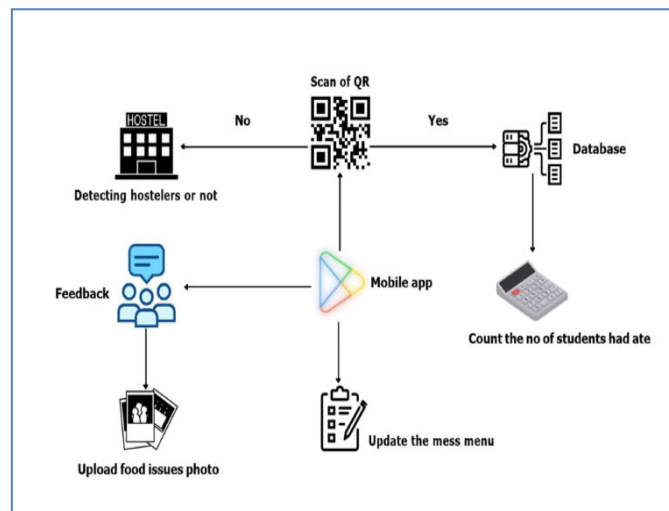 Scan of QR
HOSTEL
No
Yes
Database
Detecting hostelers or not
Feedback
Mobile app
Count the no of students had ate
Upload food issues photo
Update the mess menu